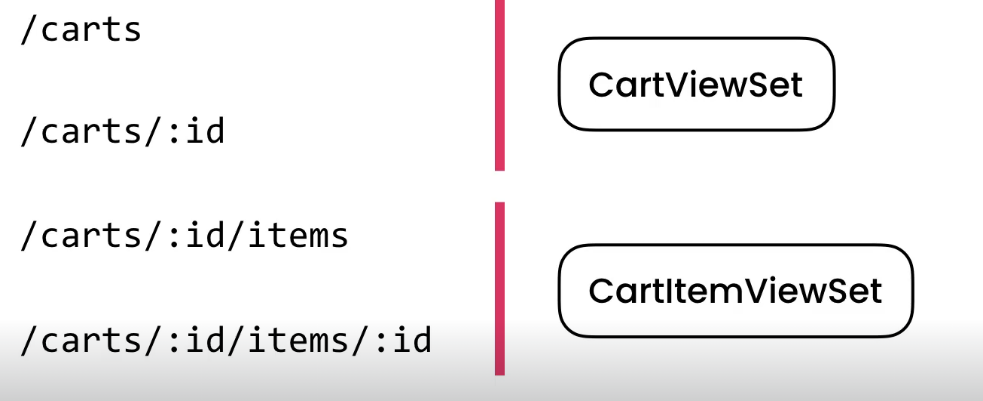 /carts
/carts/:id
CartViewSet
/carts/:id/items
/carts/:id/items/:id
CartItemViewSet